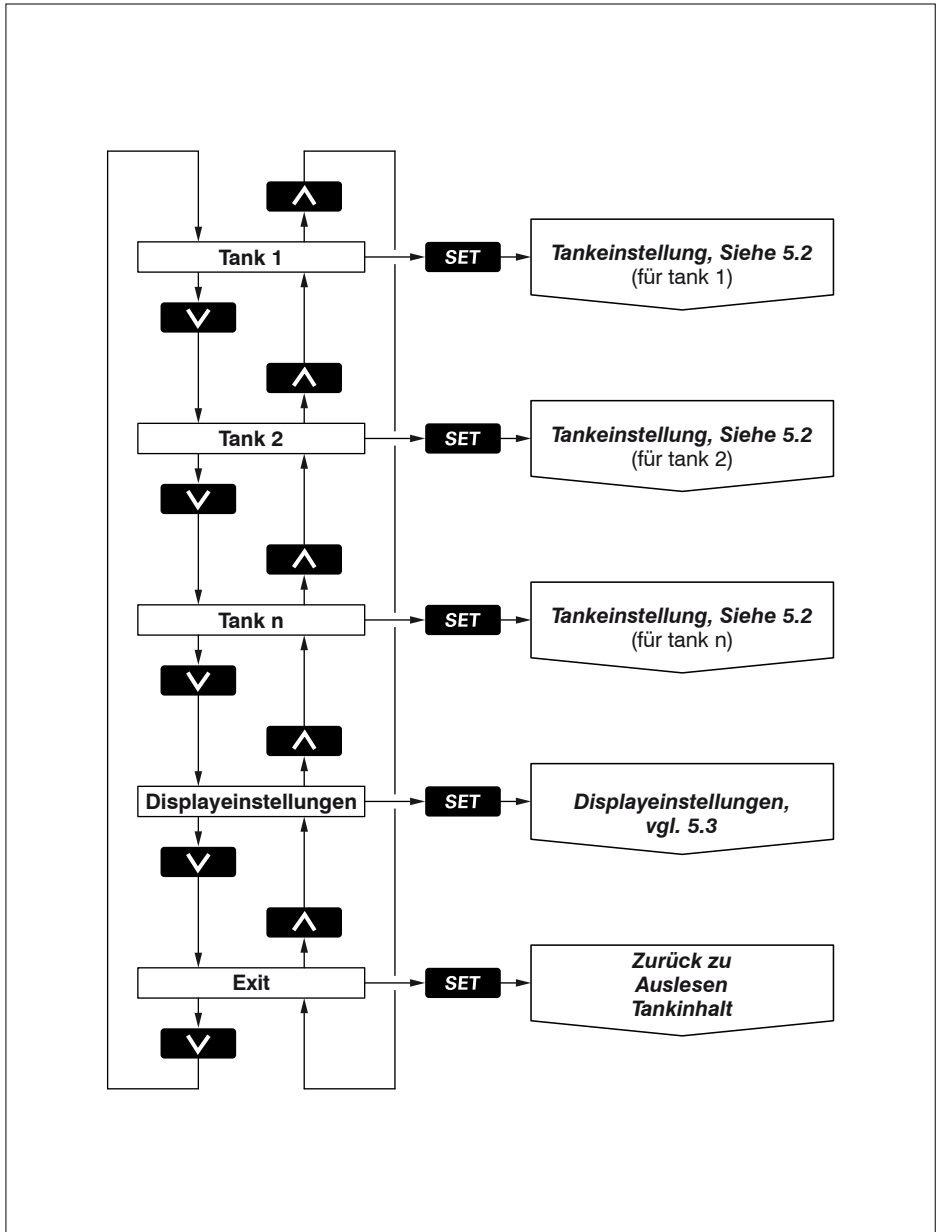 Tank 1
SET
Tankeinstellung, Siehe 5.2
(für tank 1)
Tank 2
SET
Tankeinstellung, Siehe 5.2
(für tank 2)
Tank n
SET
Tankeinstellung, Siehe 5.2
(für tank n)
Displayeinstellungen
SET
Displayeinstellungen,
vgl. 5.3
Exit
SET
Zurück zu
Auslesen
Tankinhalt